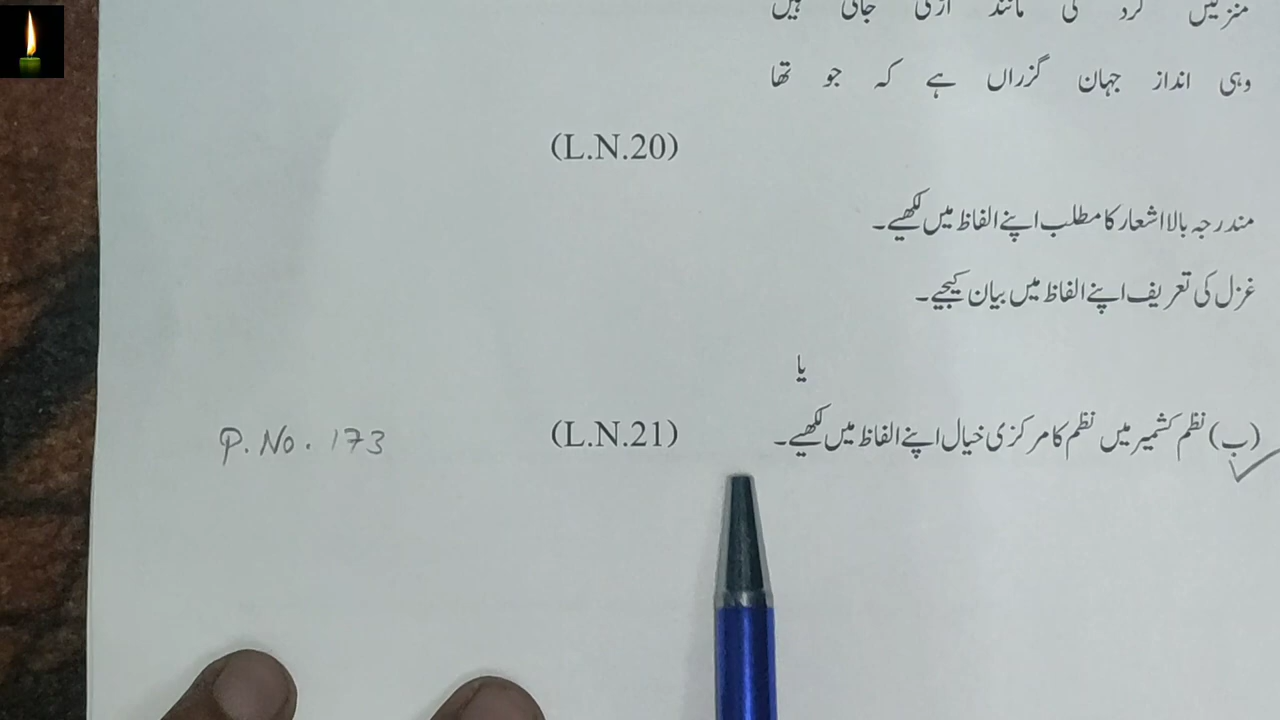 منزلیں گرد کی مانند اڑی جاتی ہیں
وہی انداز جہان گزراں ہے کہ جو تھا
(L.N.20)
مندرجہ بالا اشعار کا مطلب اپنے الفاظ میں لکھیے۔
غزل کی تعریف اپنے الفاظ میں بیان کیجیے۔
یا
(ب) نظم کشمیر میں نظم کا مرکزی خیال اپنے الفاظ میں لکھیے۔ (L.N.21) P. No. 173